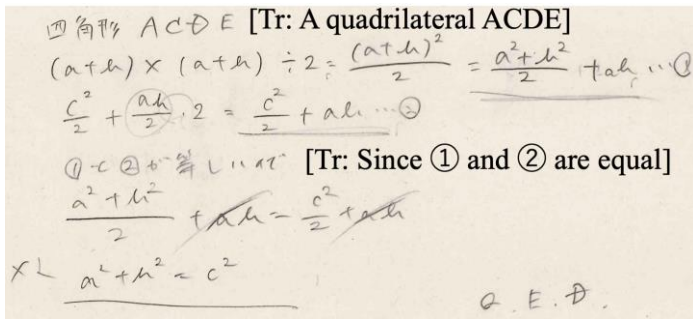 四角形 ACDE [Tr: A quadrilateral ACDE]
(a+b) × (a+b) ÷ 2 = (a+b)²/2 = a²+b²/2 + ab ... ①
c²/2 + ab/2 · 2 = c²/2 + ab ... ②
①と②が等しいので [Tr: Since ① and ② are equal]
a²+b²/2 + ab = c²/2 + ab
a²+b² = c²
Q.E.D.